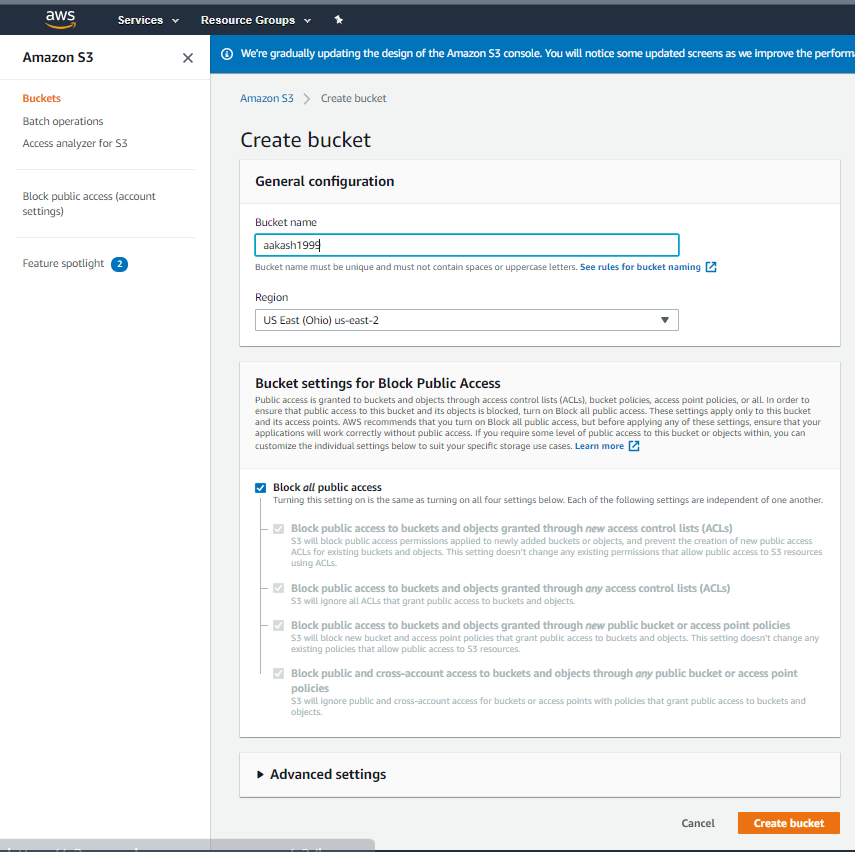 aws Services Resource Groups
Amazon S3
We're gradually updating the design of the Amazon S3 console. You will notice some updated screens as we improve the
Buckets
Batch operations
Access analyzer for S3
Block public access (account
settings)
Feature spotlight 2
Amazon S3 Create bucket
Create bucket
General configuration
Bucket name
aakash1999
Bucket name must be unique and must not contain spaces or uppercase letters. See rules for bucket naming
Region
US East (Ohio) us-east-2
Bucket settings for Block Public Access
Public access is granted to buckets and objects through access control lists (ACLs), bucket policies, access point policies, or all. In order to
ensure that public access to this bucket and its objects is blocked, turn on Block all public access. These settings apply only to this bucket
and its access points. AWS recommends that you turn on Block all public access, but before applying any of these settings, ensure that your
applications will work correctly without public access. If you require some level of public access to this bucket or objects within, you can
customize the individual settings below to suit your specific storage use cases. Learn more
Block all public access
Turning this setting on is the same as turning on all four settings below. Each of the following settings are independent of one another.
Block public access to buckets and objects granted through new access control lists (ACLs)
S3 will block public access permissions applied to newly added buckets or objects, and prevent the creation of new public access
ACLs for existing buckets and objects. This setting doesn't change any existing permissions that allow public access to S3 resources
using ACLs.
Block public access to buckets and objects granted through any access control lists (ACLs)
S3 will ignore all ACLs that grant public access to buckets and objects.
Block public access to buckets and objects granted through new public bucket or access point policies
S3 will block new bucket and access point policies that grant public access to buckets and objects. This setting doesn't change any
existing policies that allow public access to S3 resources.
Block public and cross-account access to buckets and objects through any public bucket or access point
policies
S3 will ignore public and cross-account access for buckets or access points with policies that grant public access to buckets and
objects.
Advanced settings
Cancel Create bucket